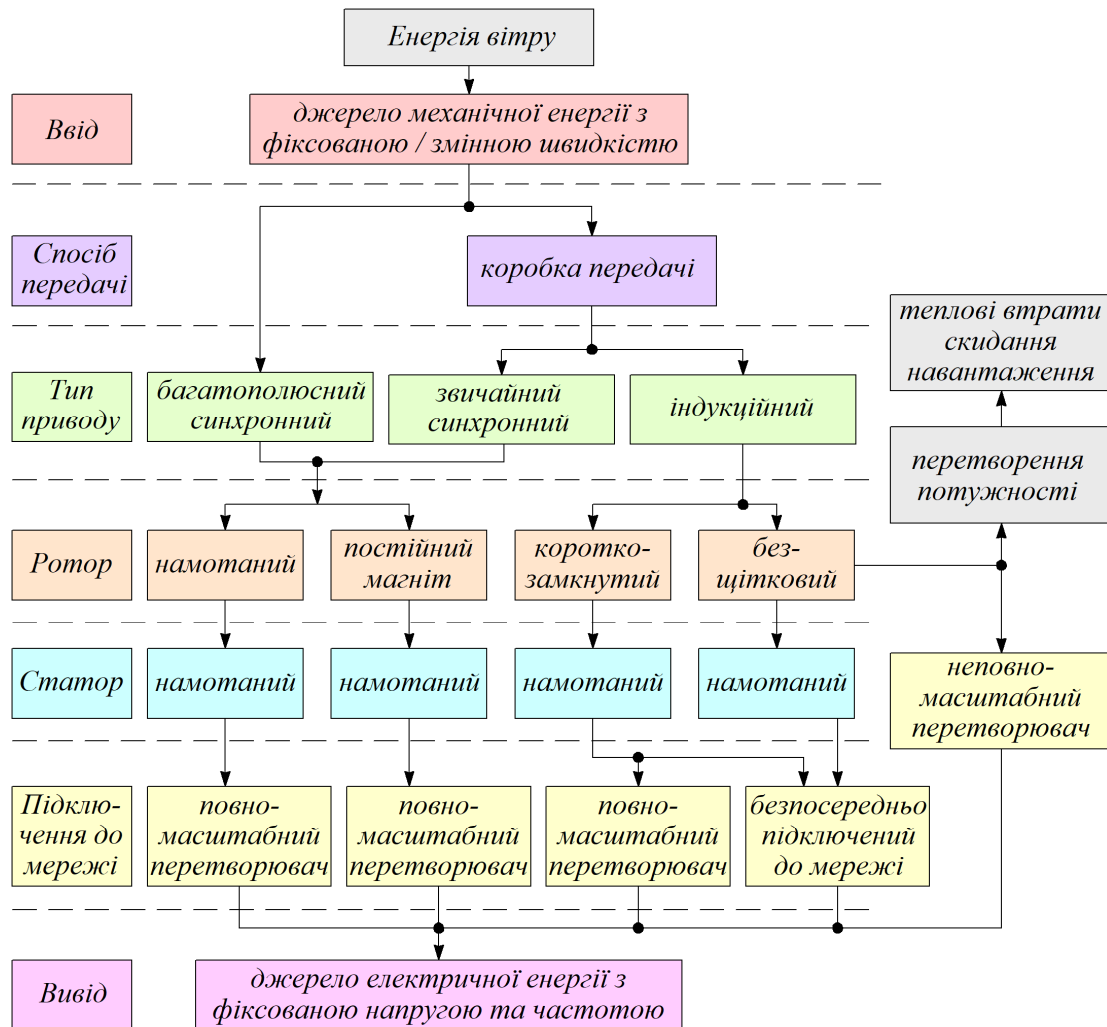 Енергія вітру
Ввід
джерело механічної енергії з
фіксованою / змінною швидкістю
Спосіб
передачі
коробка передачі
теплові втрати
скидання
навантаження
Тип
приводу
багатополюсний
синхронний
звичайний
синхронний
індукційний
перетворення
потужності
Ротор
намотаний
постійний
магніт
коротко-
замкнутий
без-
щітковий
Статор
намотаний
намотаний
намотаний
намотаний
неповно-
масштабний
перетворювач
Підклю-
чення до
мережі
повно-
масштабний
перетворювач
повно-
масштабний
перетворювач
повно-
масштабний
перетворювач
безпосередньо
підключений
до мережі
Вивід
джерело електричної енергії з
фіксованою напругою та частотою